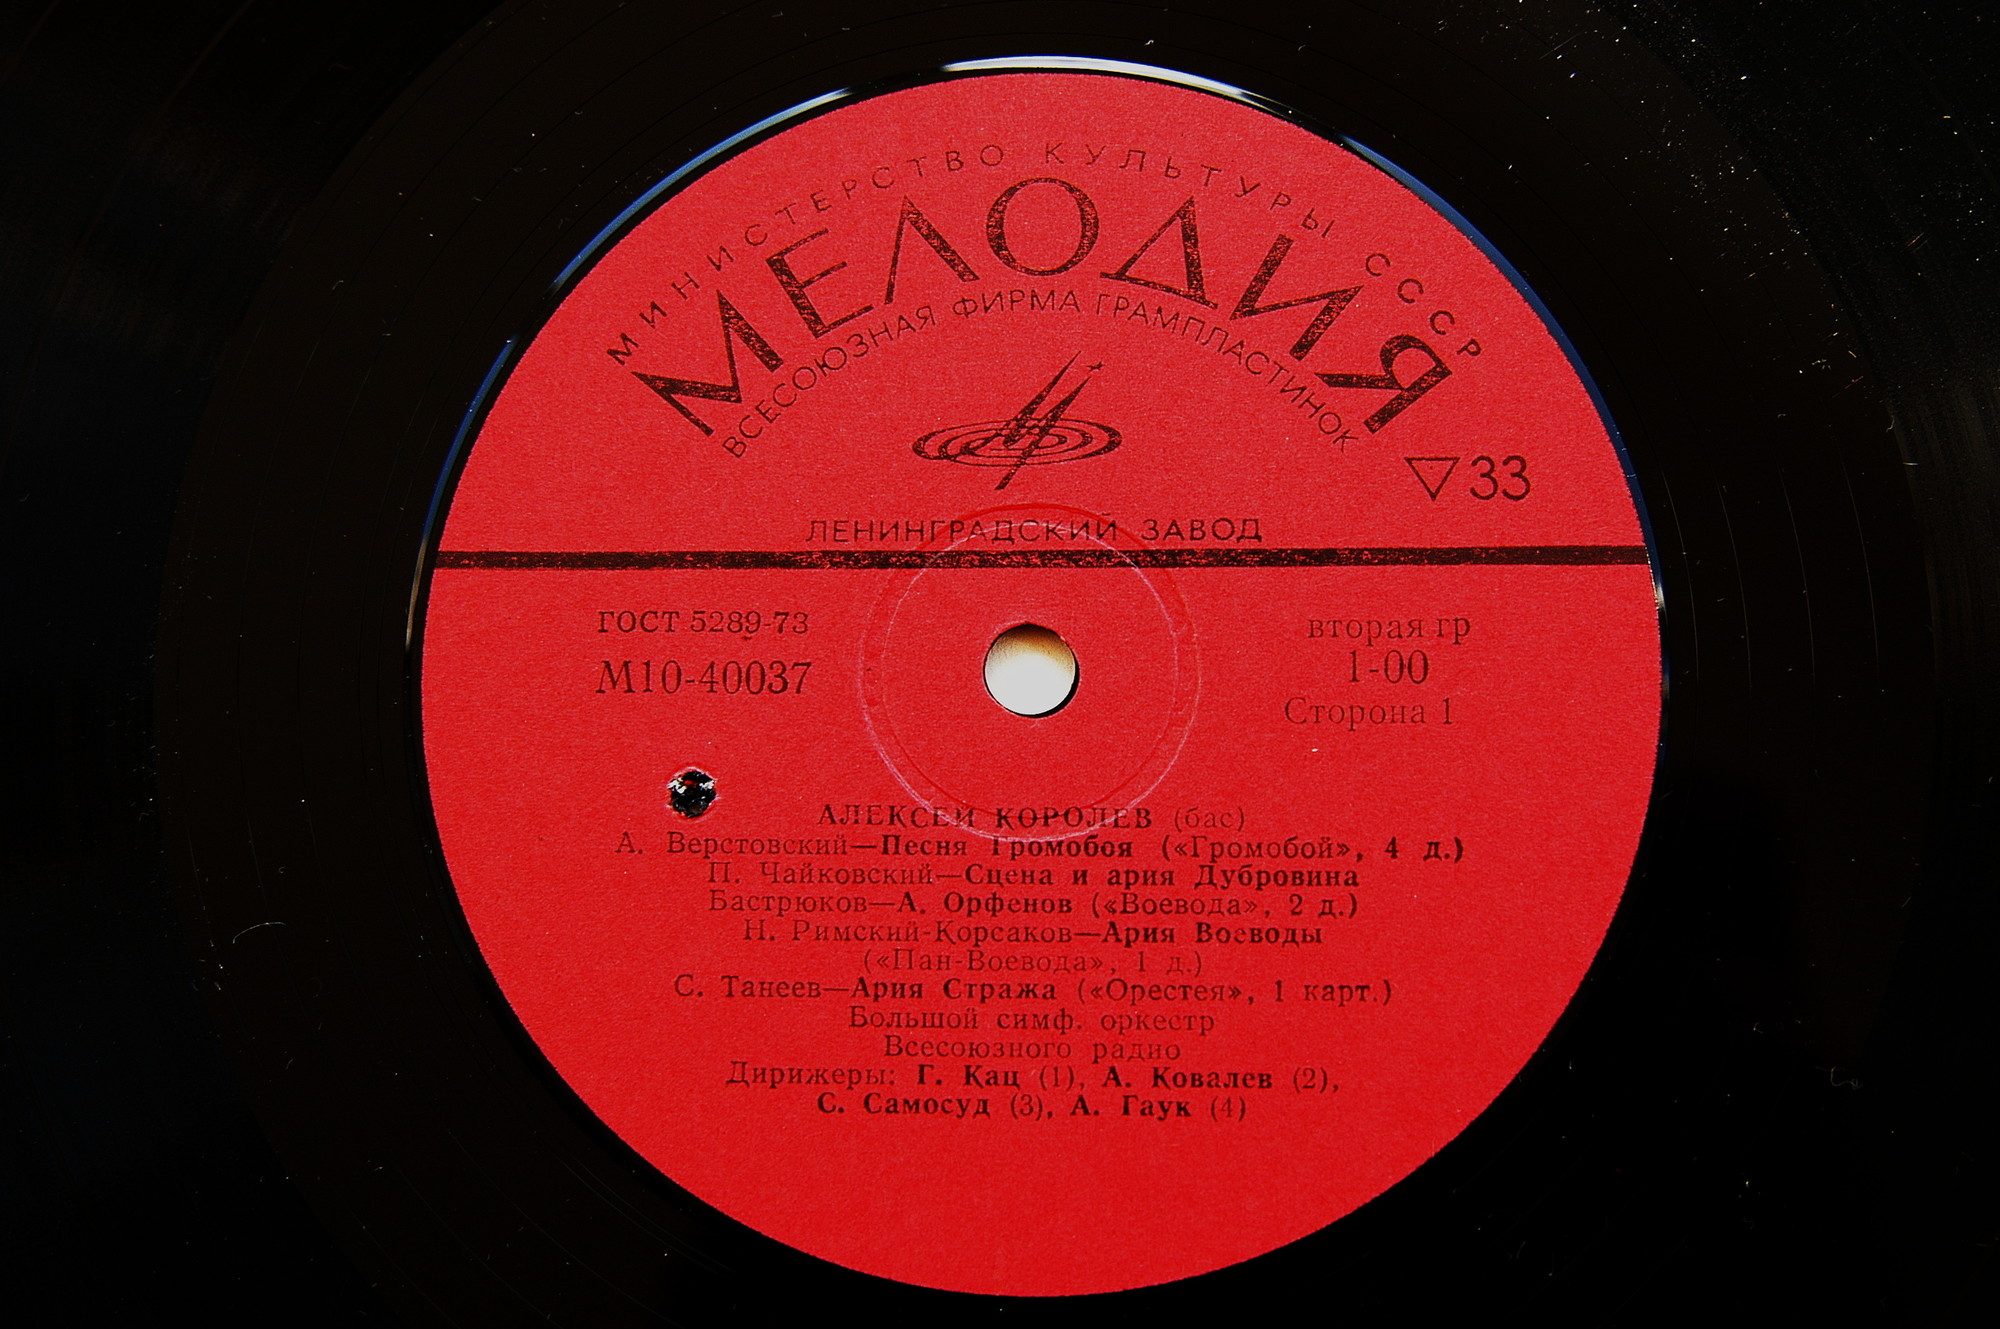 МИНИСТЕРСТВО КУЛЬТУРЫ СССР
МЕЛОДИЯ
ВСЕСОЮЗНАЯ ФИРМА ГРАМПЛАСТИНОК
33
ЛЕНИНГРАДСКИЙ ЗАВОД
ГОСТ 5289-73
М10-40037
вторая гр
1-00
Сторона 1
АЛЕКСЕЙ КОРОЛЕВ (бас)
А. Верстовский—Песня Громобоя («Громобой», 4 д.)
П. Чайковский—Сцена и ария Дубровина
Бастрюков—А. Орфенов («Воевода», 2 д.)
Н. Римский-Корсаков—Ария Воеводы
(«Пан-Воевода», 1 д.)
С. Танеев—Ария Стража («Орестея», 1 карт.)
Большой симф. оркестр
Всесоюзного радио
Дирижеры: Г. Кац (1), А. Ковалев (2),
С. Самосуд (3), А. Гаук (4)